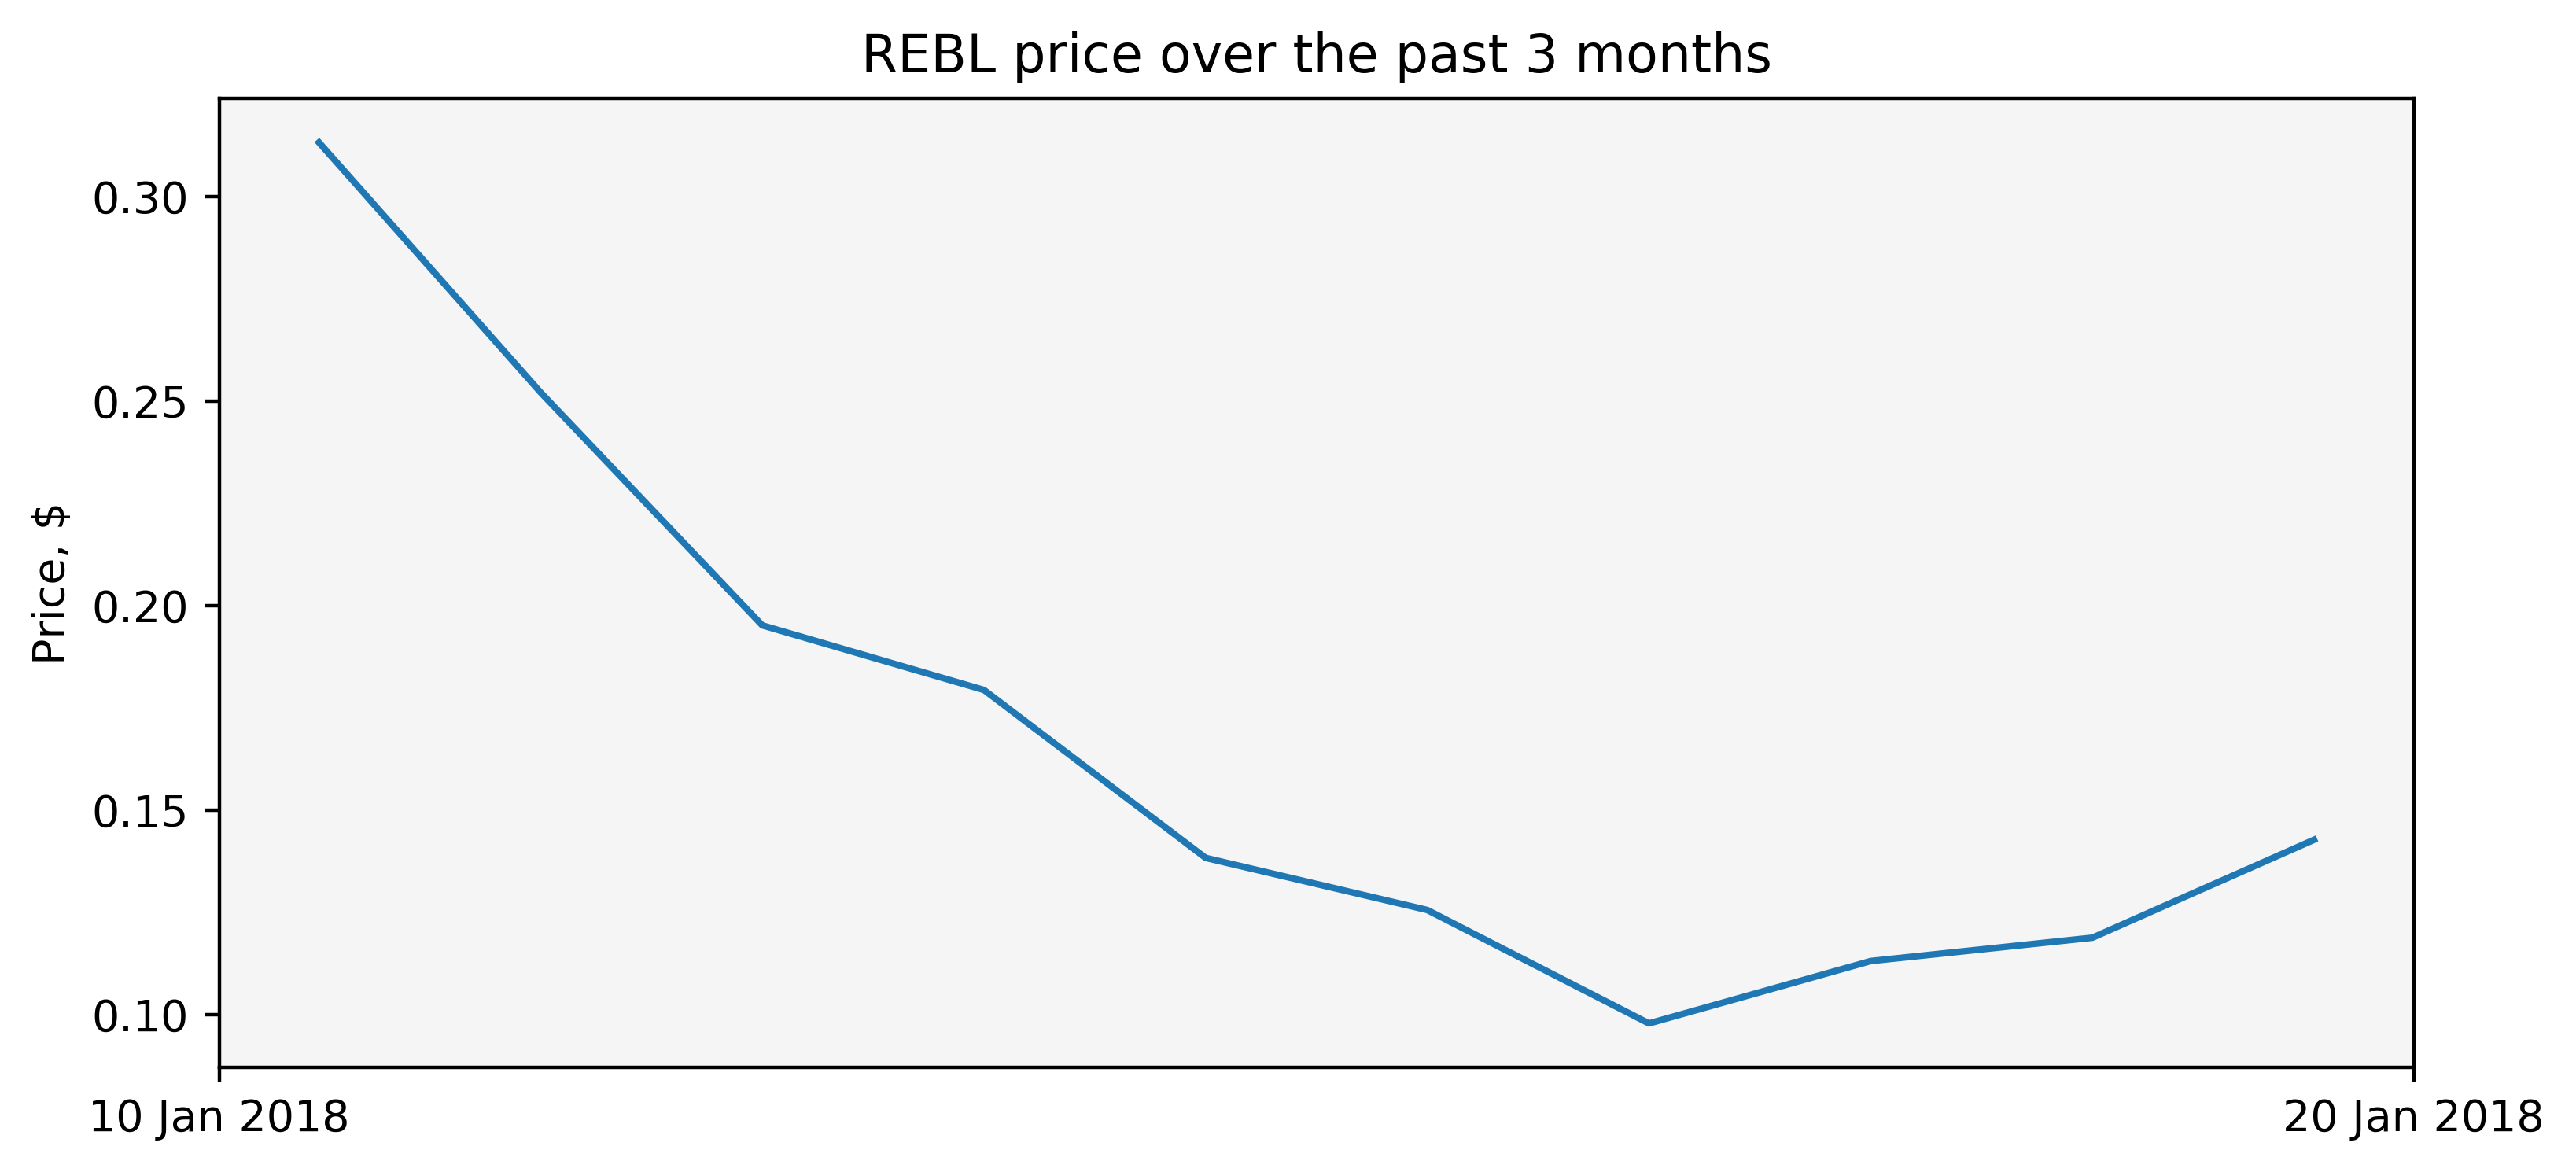 REBL price over the past 3 months
Price, $
0.30
0.25
0.20
0.15
0.10
10 Jan 2018
20 Jan 2018